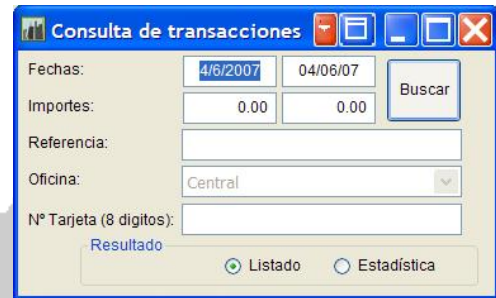 Consulta de transacciones
Fechas: 4/6/2007 04/06/07 Buscar
Importes: 0.00 0.00
Referencia:
Oficina: Central
Nº Tarjeta (8 digitos):
Resultado
Listado Estadística